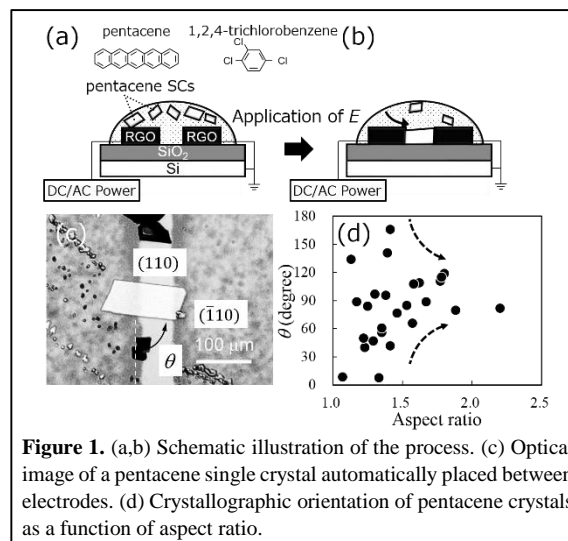 (a) pentacene 1,2,4-trichlorobenzene (b)
Cl
Cl
Cl
pentacene SCs
Application of E
RGO RGO
SiO₂
Si
DC/AC Power DC/AC Power
(c)
(110)
(1̄10)
θ
100 μm
(d)
θ (degree)
180
150
120
90
60
30
0
1.0 1.5 2.0 2.5
Aspect ratio
Figure 1. (a,b) Schematic illustration of the process. (c) Optical
image of a pentacene single crystal automatically placed between
electrodes. (d) Crystallographic orientation of pentacene crystals
as a function of aspect ratio.